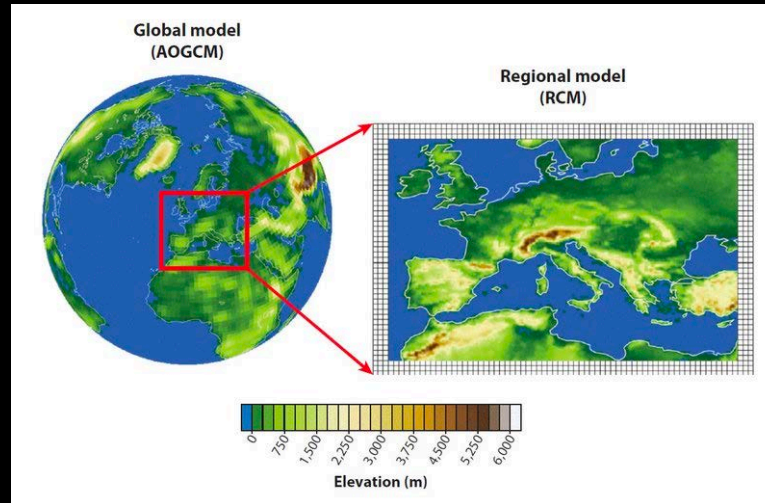 Global model
(AOGCM)
Regional model
(RCM)
0
750
1,500
2,250
3,000
3,750
4,500
5,250
6,000
Elevation (m)